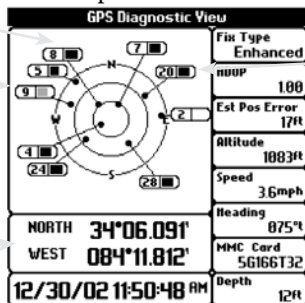 GPS Diagnostic View
Fix Type
Enhanced
HDOP
1.00
Est Pos Error
17ft
Altitude
1083ft
Speed
3.6mph
Heading
075°t
MMC Card
5G166T32
Depth
12ft
8
7
5
20
9
2
4
24
28
N
W
E
S
NORTH 34°06.091'
WEST 084°11.812'
12/30/02 11:50:48 AM